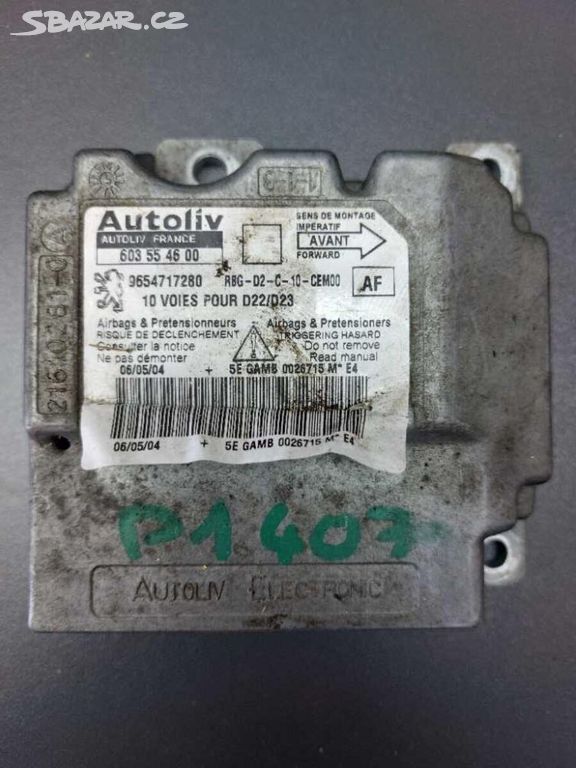 SBAZAR.CZ
Autoliv
AUTOLIV FRANCE
603 55 46 00
SENS DE MONTAGE
IMPÉRATIF
AVANT
FORWARD
9654717280 RBG-D2-C-10-CEM00
AF
10 VOIES POUR D22/D23
Airbags & Pretensionneurs
RISQUE DE DECLENCHEMENT
Consulter la notice
Ne pas démonter
Airbags & Pretensioners
TRIGGERING HASARD
Do not remove
Read manual
06/05/04 + 5E GAMB 0026715 M* E4
06/05/04 + 5E GAMB 0026715 M* E4
P1 407
AUTOLIV ELECTRONIC